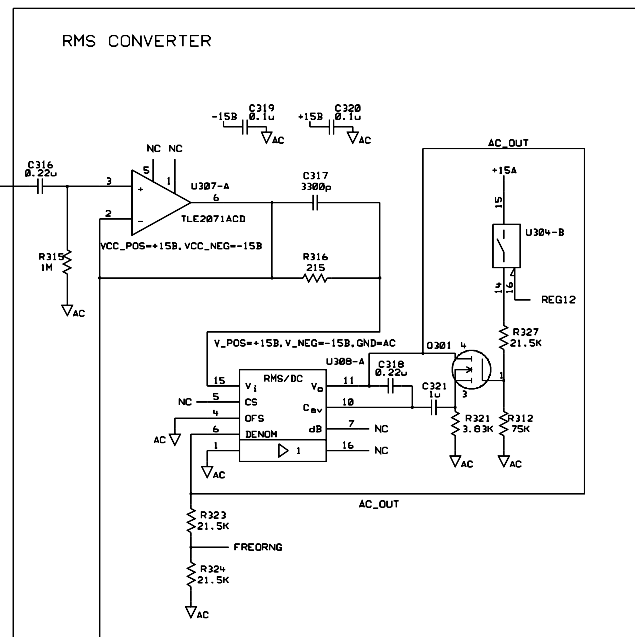 RMS CONVERTER
C319
-15B
0.1u
AC
C320
+15B
0.1u
AC
AC_OUT
NC NC
C316
0.22u
5
1
3
+
U307-A
6
C317
3300p
+15A
15
2
-
TLE2071ACD
VCC_POS=+15B, VCC_NEG=-15B
U304-B
R315
1M
R316
215
14
16
REG12
AC
V_POS=+15B, V_NEG=-15B, GND=AC
U308-A
Q301
4
R327
21.5K
RMS/DC
15
Vi
Vo
11
C318
0.22u
NC
5
CS
C321
1u
1
3
4
OFS
Cav
10
AC
dB
7
NC
R321
3.83K
R312
75K
6
DENOM
1
1
16
NC
AC
AC
AC
AC_OUT
R323
21.5K
FREQRNG
R324
21.5K
AC